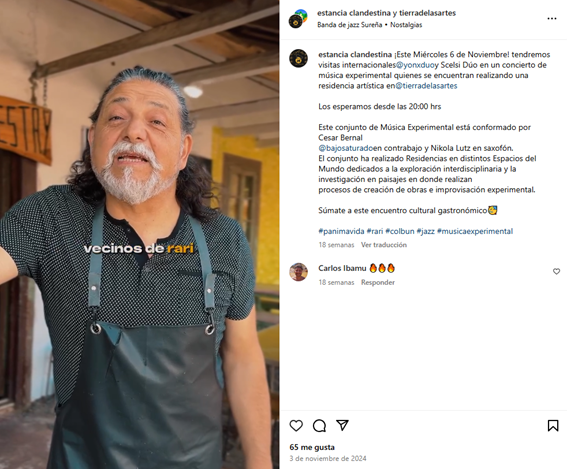 ESTAY
vecinos de rari
estancia clandestina y tierradelasartes
Banda de jazz Sureña • Nostalgias
estancia clandestina ¡Este Miércoles 6 de Noviembre! tendremos
visitas internacionales@yonxduoy Scelsi Dúo en un concierto de
música experimental quienes se encuentran realizando una
residencia artística en@tierradelasartes
Los esperamos desde las 20:00 hrs
Este conjunto de Música Experimental está conformado por
Cesar Bernal
@bajosaturadoen contrabajo y Nikola Lutz en saxofón.
El conjunto ha realizado Residencias en distintos Espacios del
Mundo dedicados a la exploración interdisciplinaria y la
investigación en paisajes en donde realizan
procesos de creación de obras e improvisación experimental.
Súmate a este encuentro cultural gastronómico
#panimavida #rari #colbun #jazz #musicaexperimental
18 semanas Ver traducción
Carlos Ibamu 🔥🔥🔥
18 semanas Responder
65 me gusta
3 de noviembre de 2024